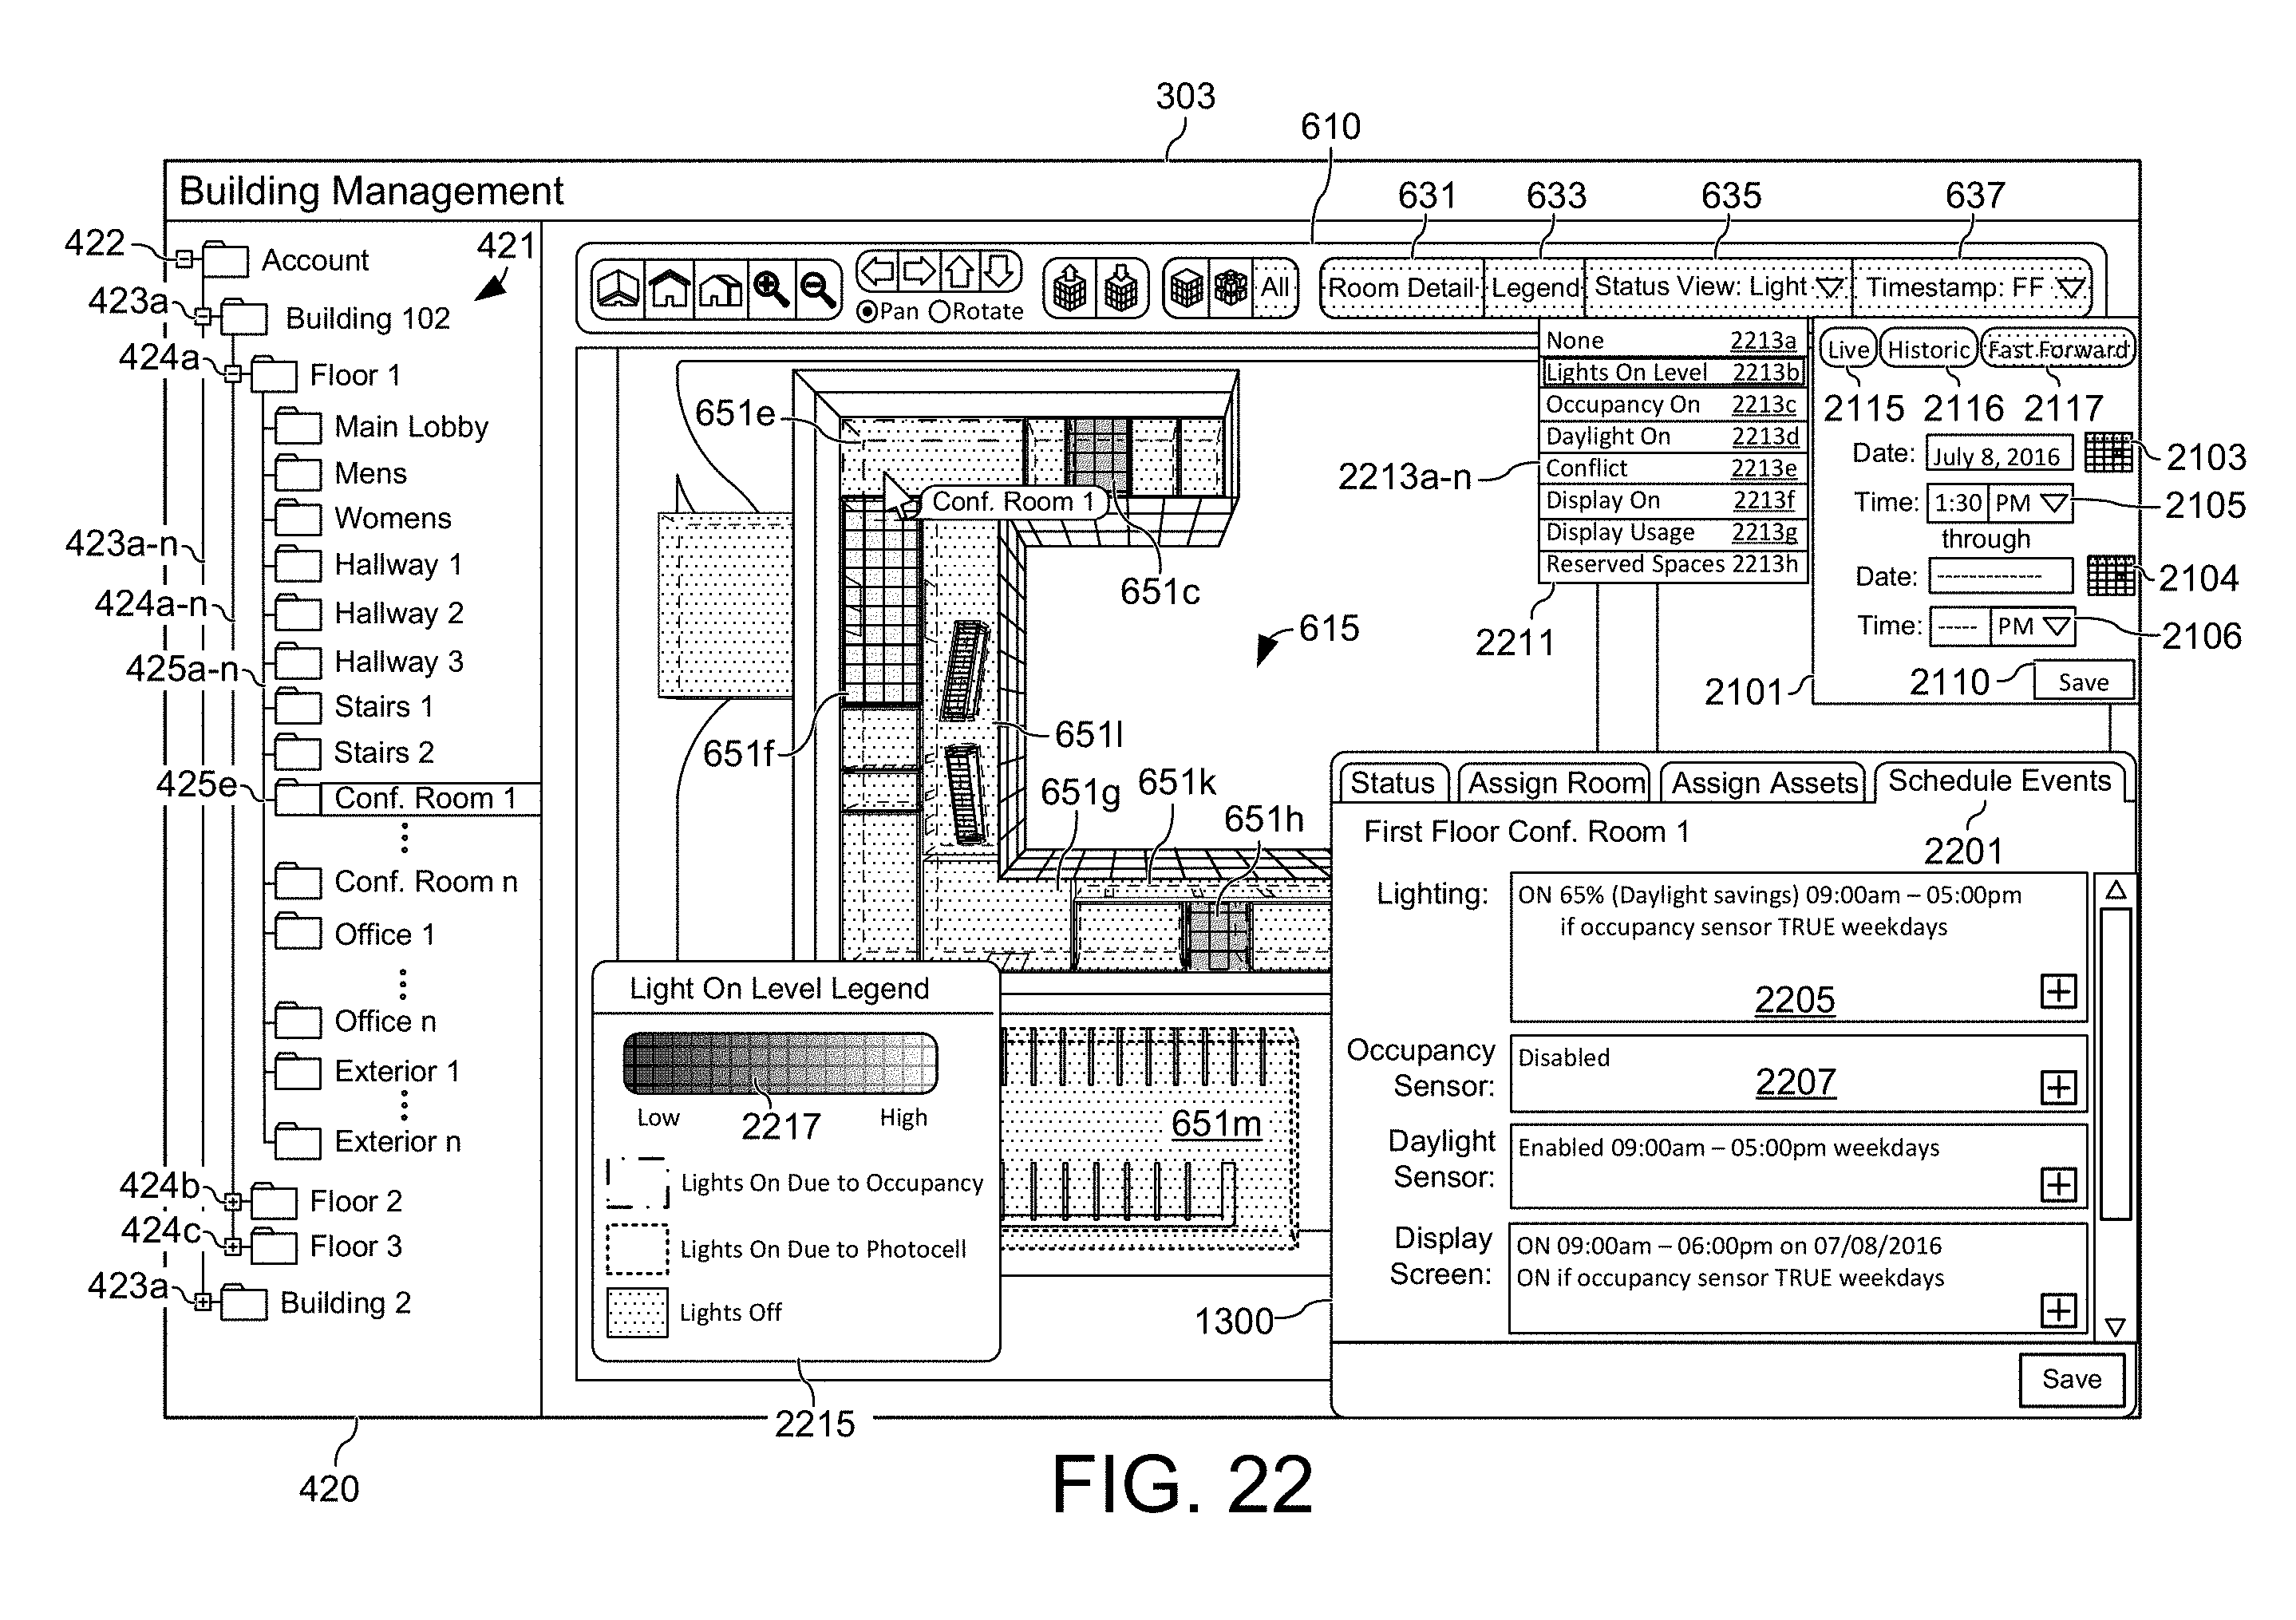 303
610
Building Management
631
633
635
637
422
Account
421
423a
Building 102
424a
Floor 1
Main Lobby
Mens
Womens
423a-n
Hallway 1
424a-n
Hallway 2
425a-n
Hallway 3
Stairs 1
Stairs 2
425e
Conf. Room 1
Conf. Room n
Office 1
Office n
Exterior 1
Exterior n
424b
Floor 2
424c
Floor 3
423a
Building 2
420
Pan Rotate
All
Room Detail
Legend
Status View: Light
Timestamp: FF
None 2213a
Lights On Level 2213b
Occupancy On 2213c
Daylight On 2213d
Conflict 2213e
Display On 2213f
Display Usage 2213g
Reserved Spaces 2213h
2213a-n
2211
Live Historic Fast Forward
2115 2116 2117
Date: July 8, 2016
2103
Time: 1:30 PM
2105
through
Date: -------------
2104
Time: ----- PM
2106
2110
Save
2101
651e
Conf. Room 1
651c
615
651f
651l
651g
651k
651h
651m
Light On Level Legend
Low 2217 High
Lights On Due to Occupancy
Lights On Due to Photocell
Lights Off
2215
Status
Assign Room
Assign Assets
Schedule Events
First Floor Conf. Room 1
2201
Lighting:
ON 65% (Daylight savings) 09:00am – 05:00pm
if occupancy sensor TRUE weekdays
2205
+
Occupancy
Sensor:
Disabled
2207
+
Daylight
Sensor:
Enabled 09:00am – 05:00pm weekdays
+
Display
Screen:
ON 09:00am – 06:00pm on 07/08/2016
ON if occupancy sensor TRUE weekdays
+
1300
Save
FIG. 22